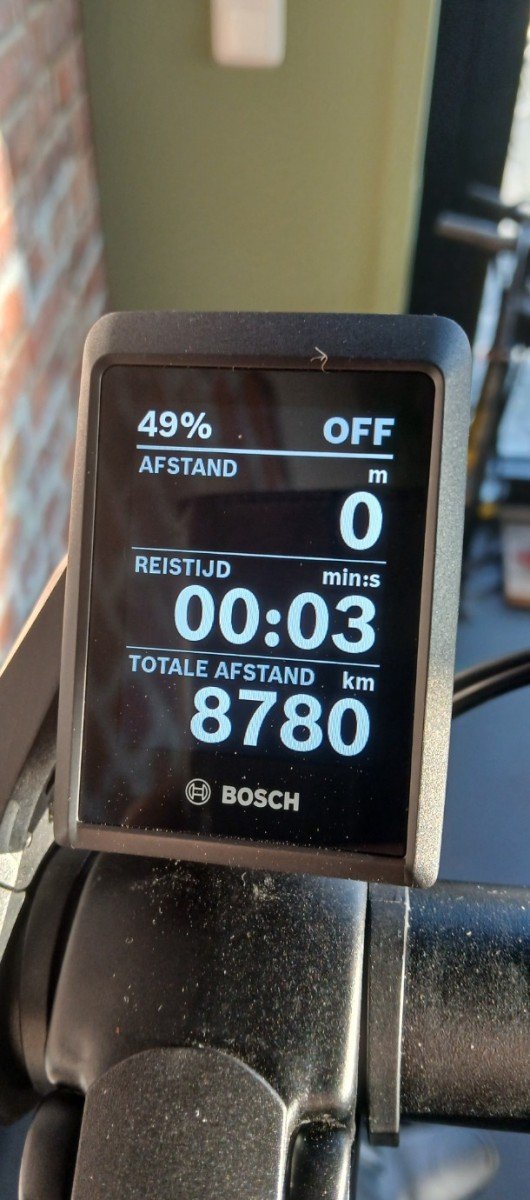 49% OFF
AFSTAND m
0
REISTIJD min:s
00:03
TOTALE AFSTAND km
8780
BOSCH